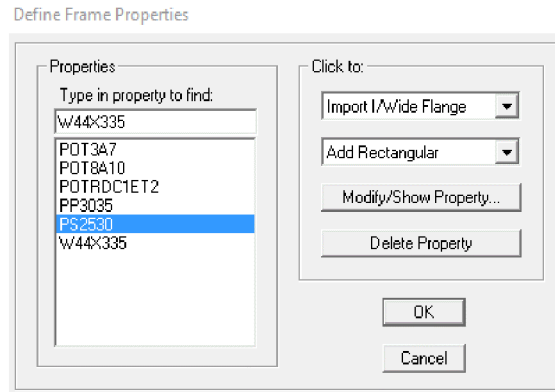 Define Frame Properties
Properties
Type in property to find:
W44X335
POT3A7
POT8A10
POTRDC1ET2
PP3035
PS2530
W44X335
Click to:
Import I/Wide Flange
Add Rectangular
Modify/Show Property...
Delete Property
OK
Cancel